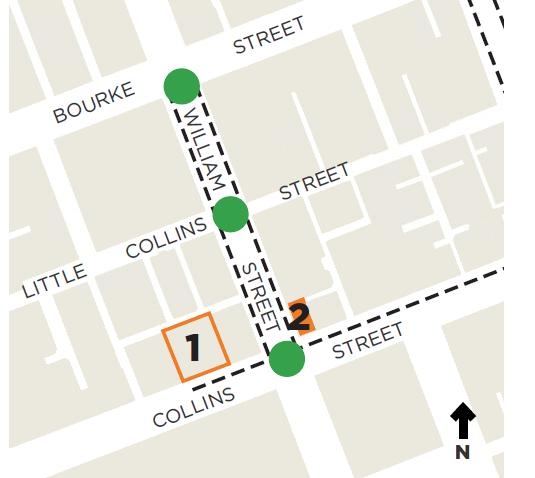 BOURKE STREET
WILLIAM STREET
LITTLE COLLINS STREET
1
2
COLLINS STREET
N